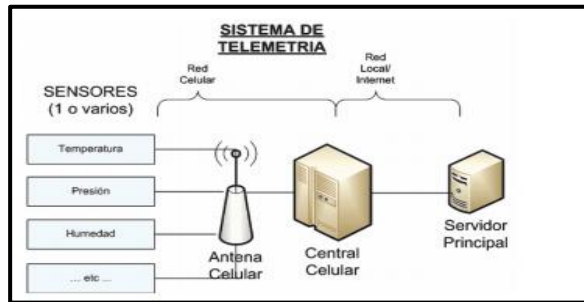 SISTEMA DE
TELEMETRIA
Red
Celular
Red
Local/
Internet
SENSORES
(1 o varios)
Temperatura
Presión
Humedad
... etc ...
Antena
Celular
Central
Celular
Servidor
Principal